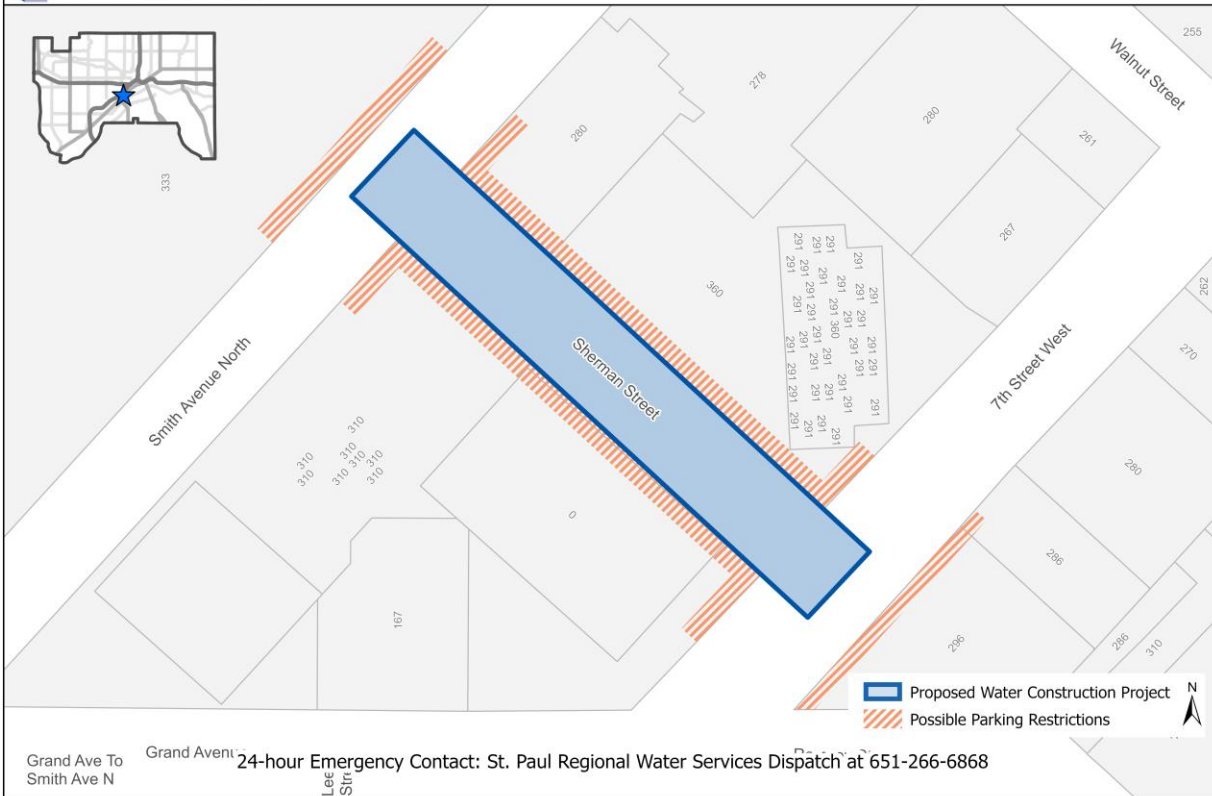 255
Walnut Street
278
280
280
261
333
267
262
360
291 291 291
291
291 291
291
291 291 291
291 291 291
291 291 360 291
291 291
291 291 291 291
291 291 291
291 291 291
291 291 291
291 291 291
291 291
Smith Avenue North
Sherman Street
7th Street West
270
310
310
310
310 310
310 310
310
280
0
286
167
296
286
310
Proposed Water Construction Project
N
Possible Parking Restrictions
Grand Ave To
Smith Ave N
Grand Avenu
Lee
Str
24-hour Emergency Contact: St. Paul Regional Water Services Dispatch at 651-266-6868